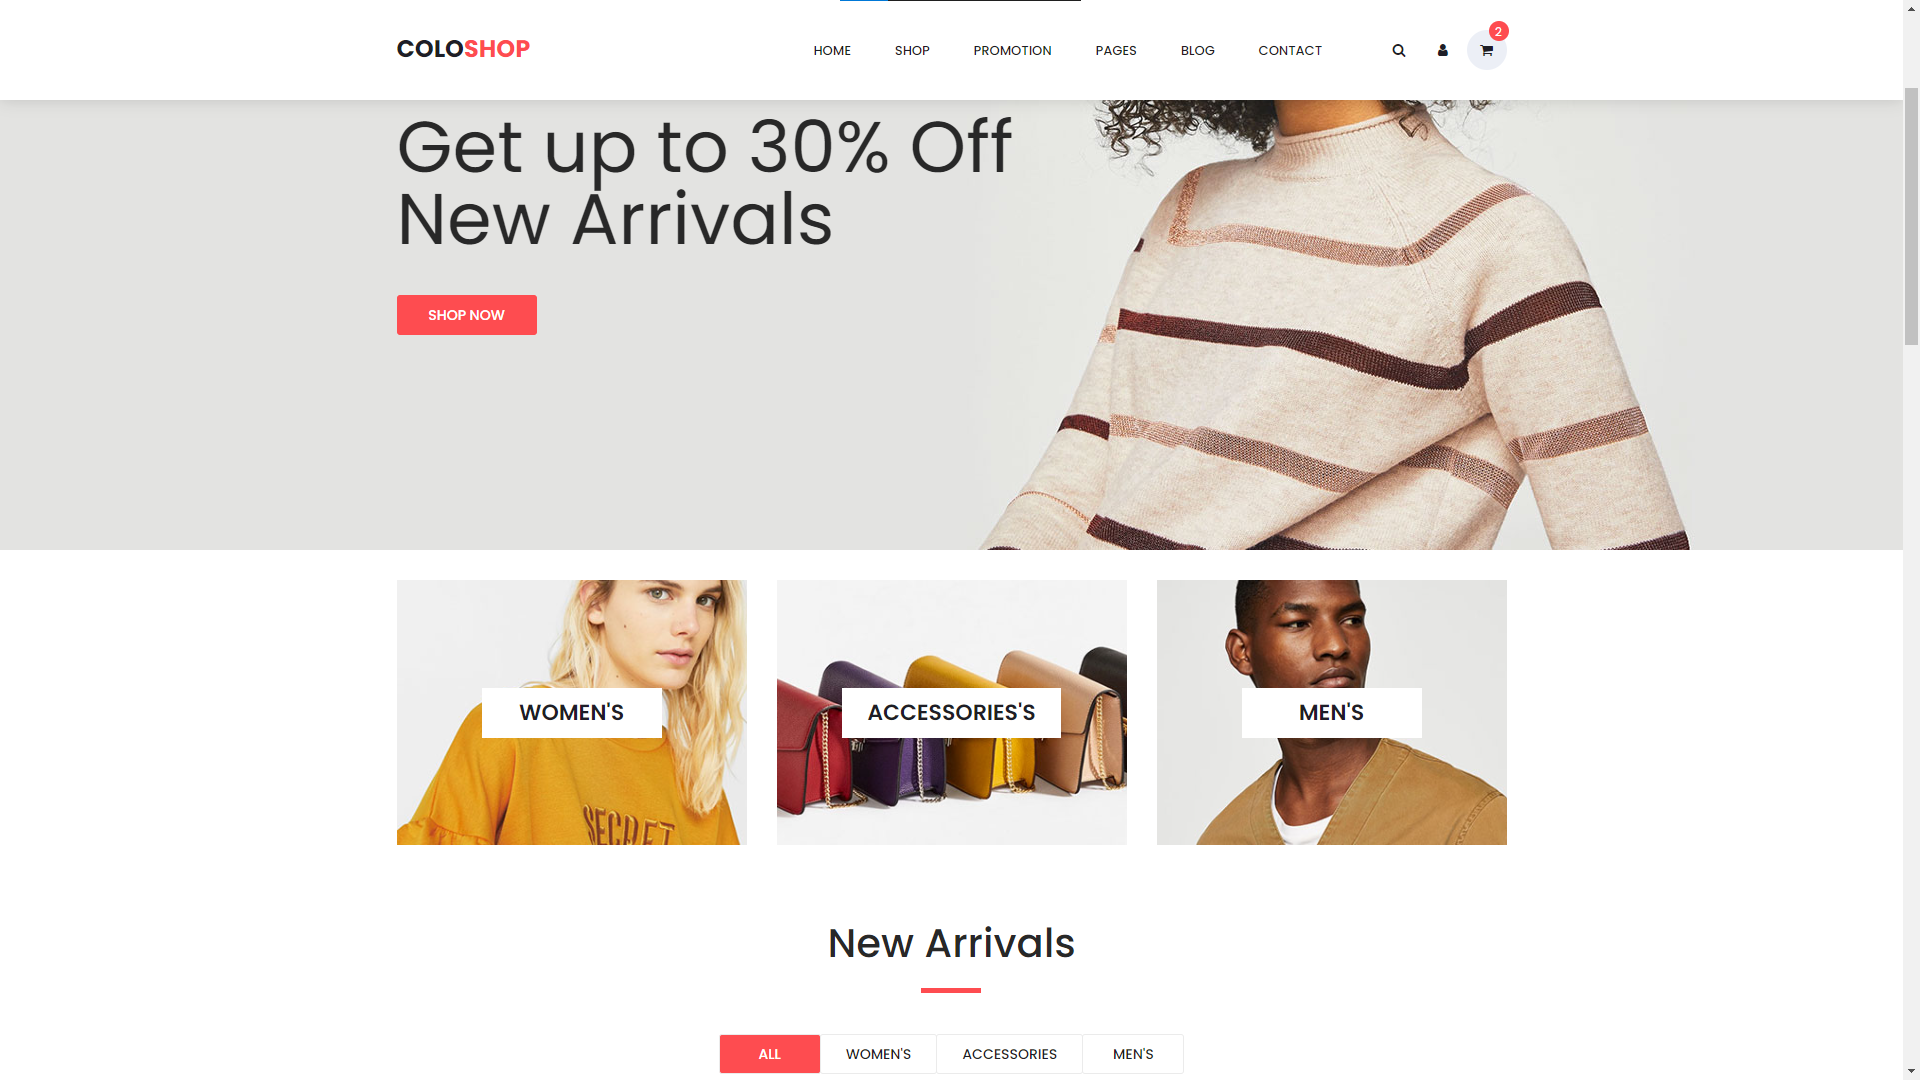 COLOSHOP
HOME
SHOP
PROMOTION
PAGES
BLOG
CONTACT
2
Get up to 30% Off
New Arrivals
SHOP NOW
WOMEN'S
ACCESSORIES'S
MEN'S
SECRET
New Arrivals
ALL
WOMEN'S
ACCESSORIES
MEN'S